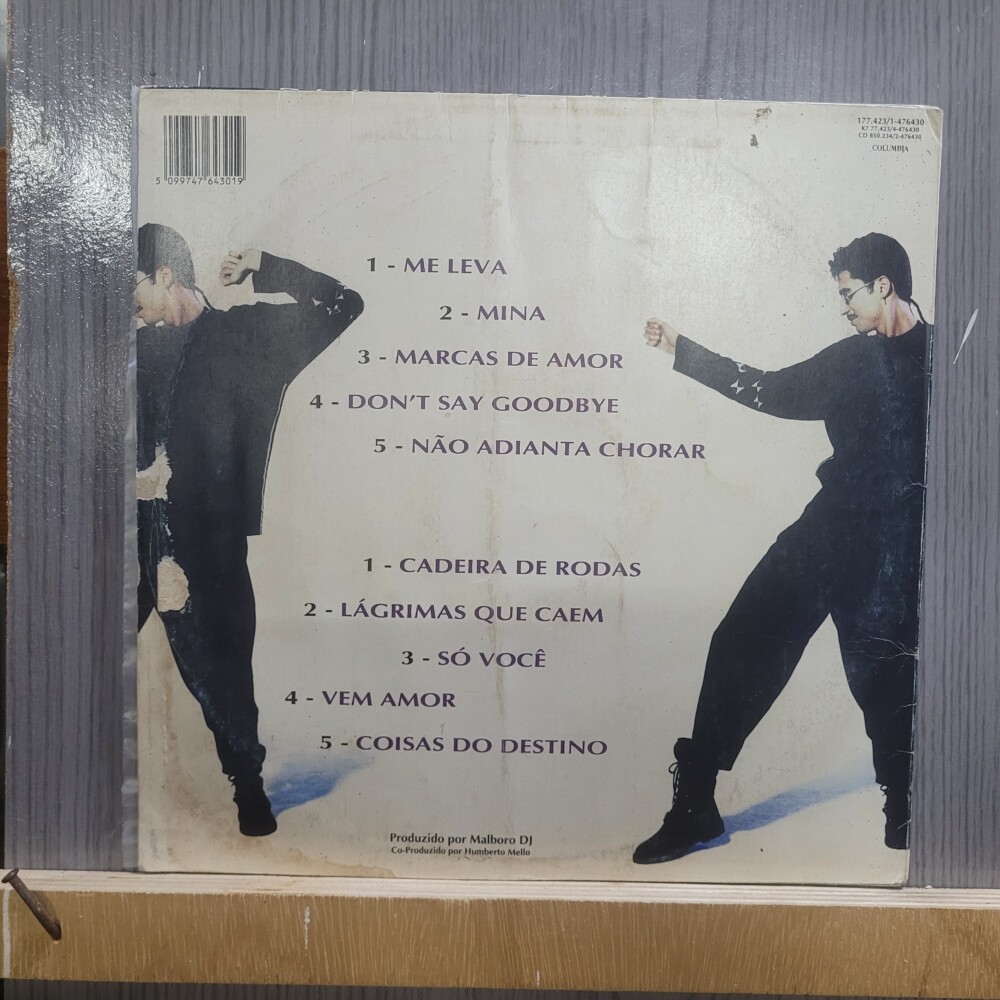 5 099747 643019
177.423/1-476430
K7 77.423/4-476430
CD 850.234/2-476430
COLUMBIA
1 - ME LEVA
2 - MINA
3 - MARCAS DE AMOR
4 - DON'T SAY GOODBYE
5 - NÃO ADIANTA CHORAR
1 - CADEIRA DE RODAS
2 - LÁGRIMAS QUE CAEM
3 - SÓ VOCÊ
4 - VEM AMOR
5 - COISAS DO DESTINO
Produzido por Malboro DJ
Co-Produzido por Humberto Mello